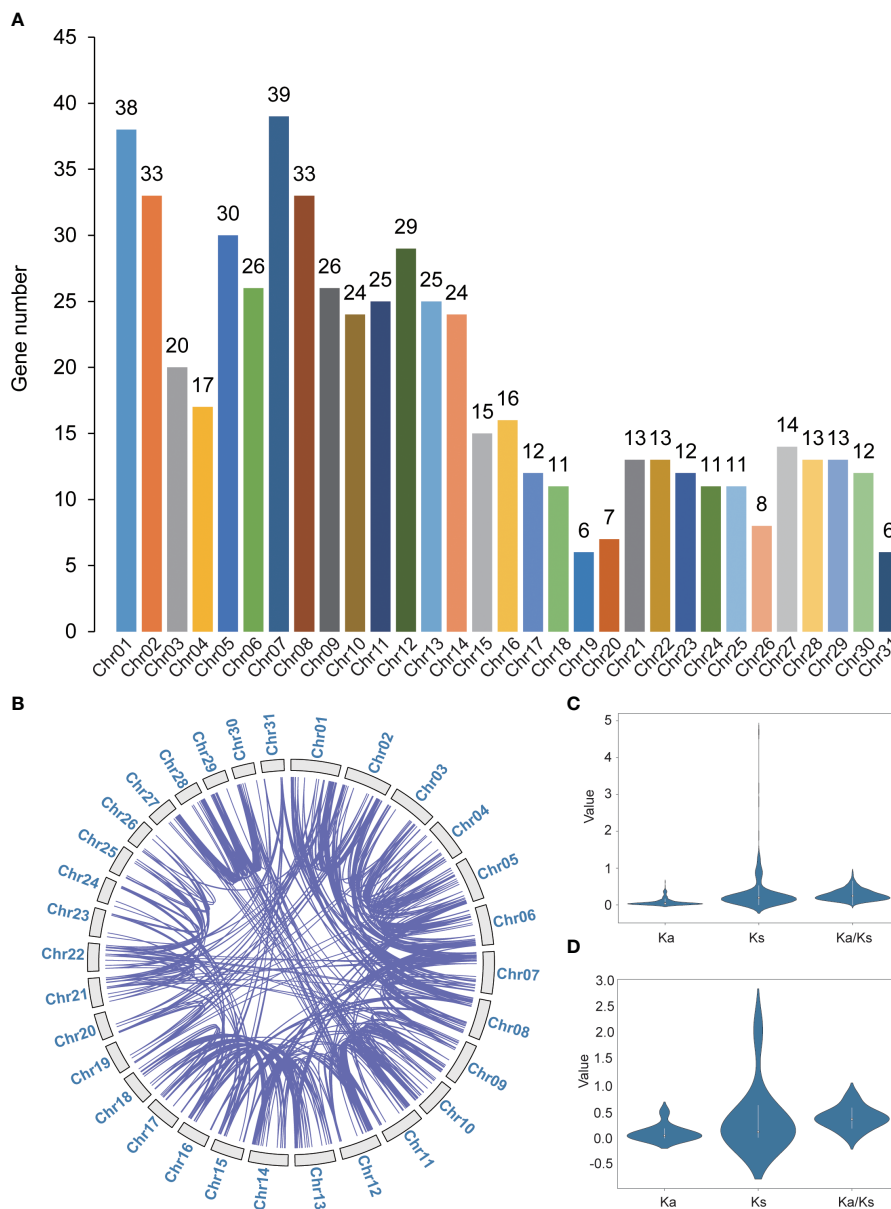 A
45
40
35
30
25
20
15
10
5
0
Gene number
38
33
20
17
30
26
39
33
26
24
25
29
25
24
15
16
12
11
6
7
13
13
12
11
11
8
14
13
13
12
6
Chr01
Chr02
Chr03
Chr04
Chr05
Chr06
Chr07
Chr08
Chr09
Chr10
Chr11
Chr12
Chr13
Chr14
Chr15
Chr16
Chr17
Chr18
Chr19
Chr20
Chr21
Chr22
Chr23
Chr24
Chr25
Chr26
Chr27
Chr28
Chr29
Chr30
Chr31
B
Chr01
Chr02
Chr03
Chr04
Chr05
Chr06
Chr07
Chr08
Chr09
Chr10
Chr11
Chr12
Chr13
Chr14
Chr15
Chr16
Chr17
Chr18
Chr19
Chr20
Chr21
Chr22
Chr23
Chr24
Chr25
Chr26
Chr27
Chr28
Chr29
Chr30
Chr31
C
5
4
3
2
1
0
Value
Ka Ks Ka/Ks
D
3.0
2.5
2.0
1.5
1.0
0.5
0.0
-0.5
Value
Ka Ks Ka/Ks